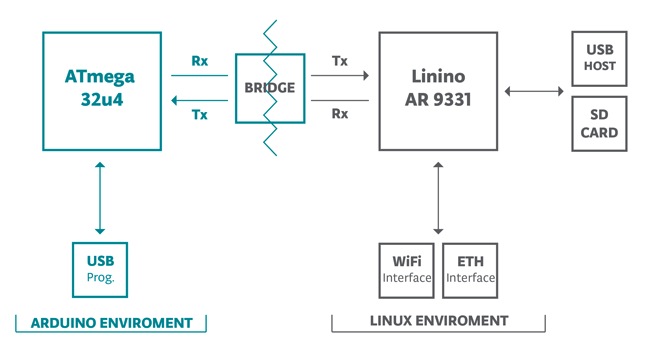 ATmega
32u4
Rx
Tx
BRIDGE
Tx
Rx
Linino
AR 9331
USB
HOST
SD
CARD
USB
Prog.
WiFi
Interface
ETH
Interface
ARDUINO ENVIROMENT
LINUX ENVIROMENT